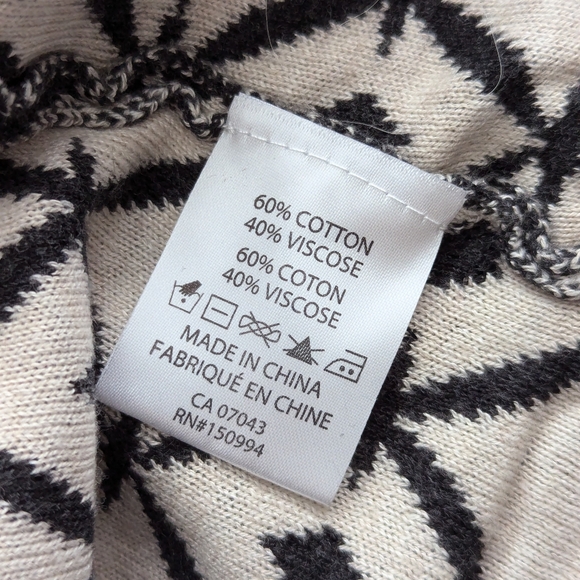 60% COTTON
40% VISCOSE
60% COTON
40% VISCOSE
MADE IN CHINA
FABRIQUÉ EN CHINE
CA 07043
RN#150994